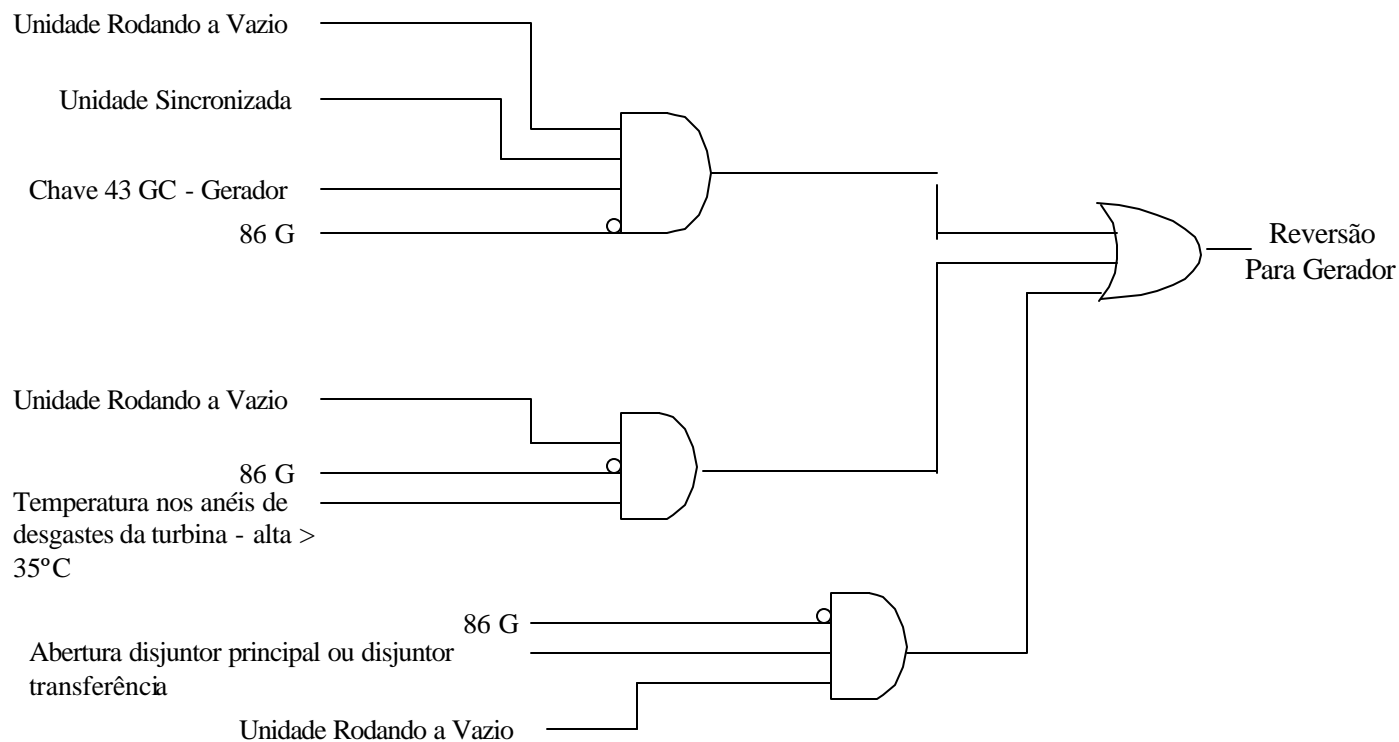 Unidade Rodando a Vazio
Unidade Sincronizada
Chave 43 GC - Gerador
86 G
Reversão
Para Gerador
Unidade Rodando a Vazio
86 G
Temperatura nos anéis de
desgastes da turbina - alta >
35°C
86 G
Abertura disjuntor principal ou disjuntor
transferência
Unidade Rodando a Vazio